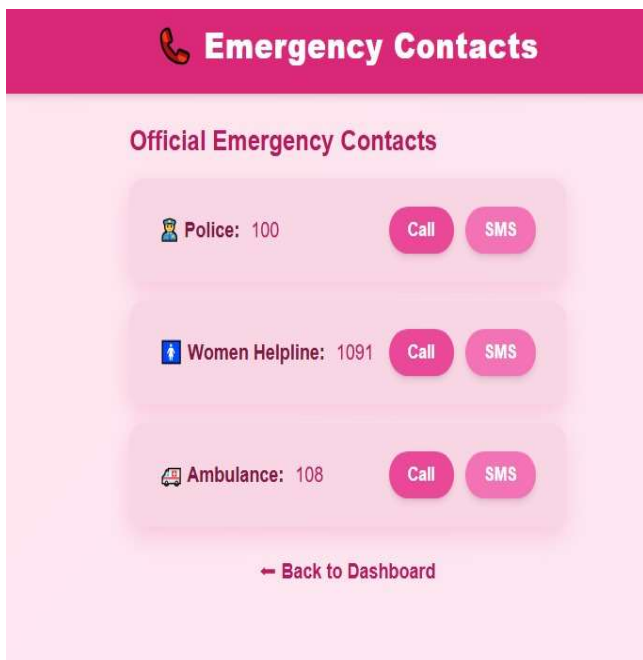 Emergency Contacts
Official Emergency Contacts
Police: 100 Call SMS
Women Helpline: 1091 Call SMS
Ambulance: 108 Call SMS
← Back to Dashboard